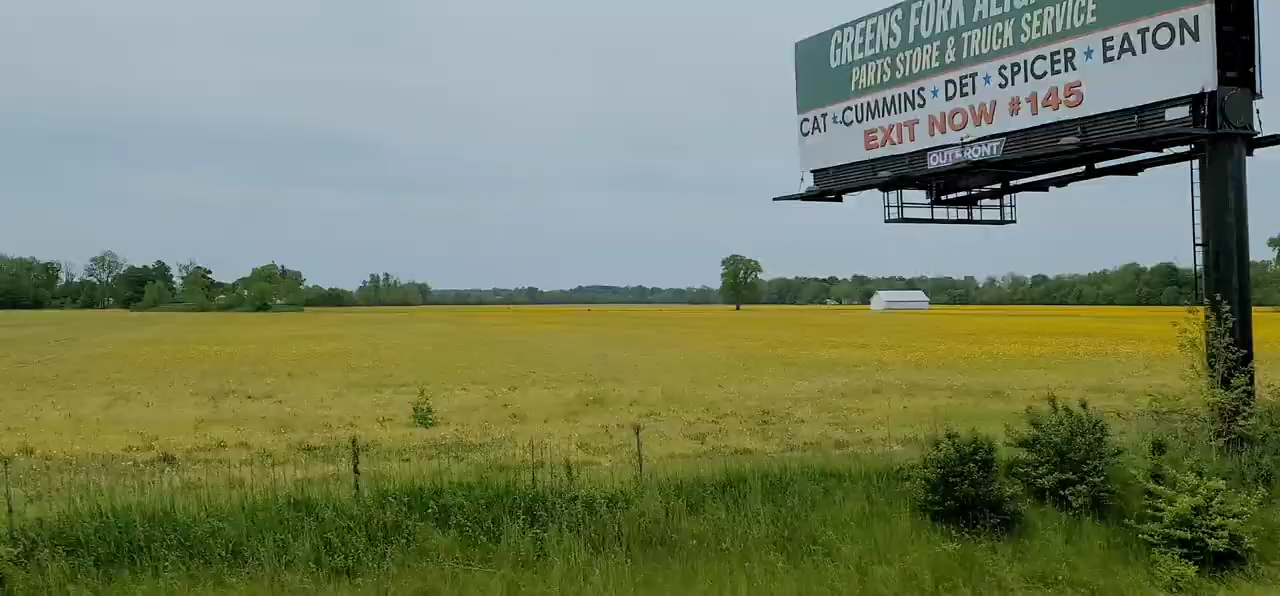 GREENS FORK
PARTS STORE & TRUCK SERVICE
CAT ★ CUMMINS ★ DET ★ SPICER ★ EATON
EXIT NOW #145
OUTFRONT